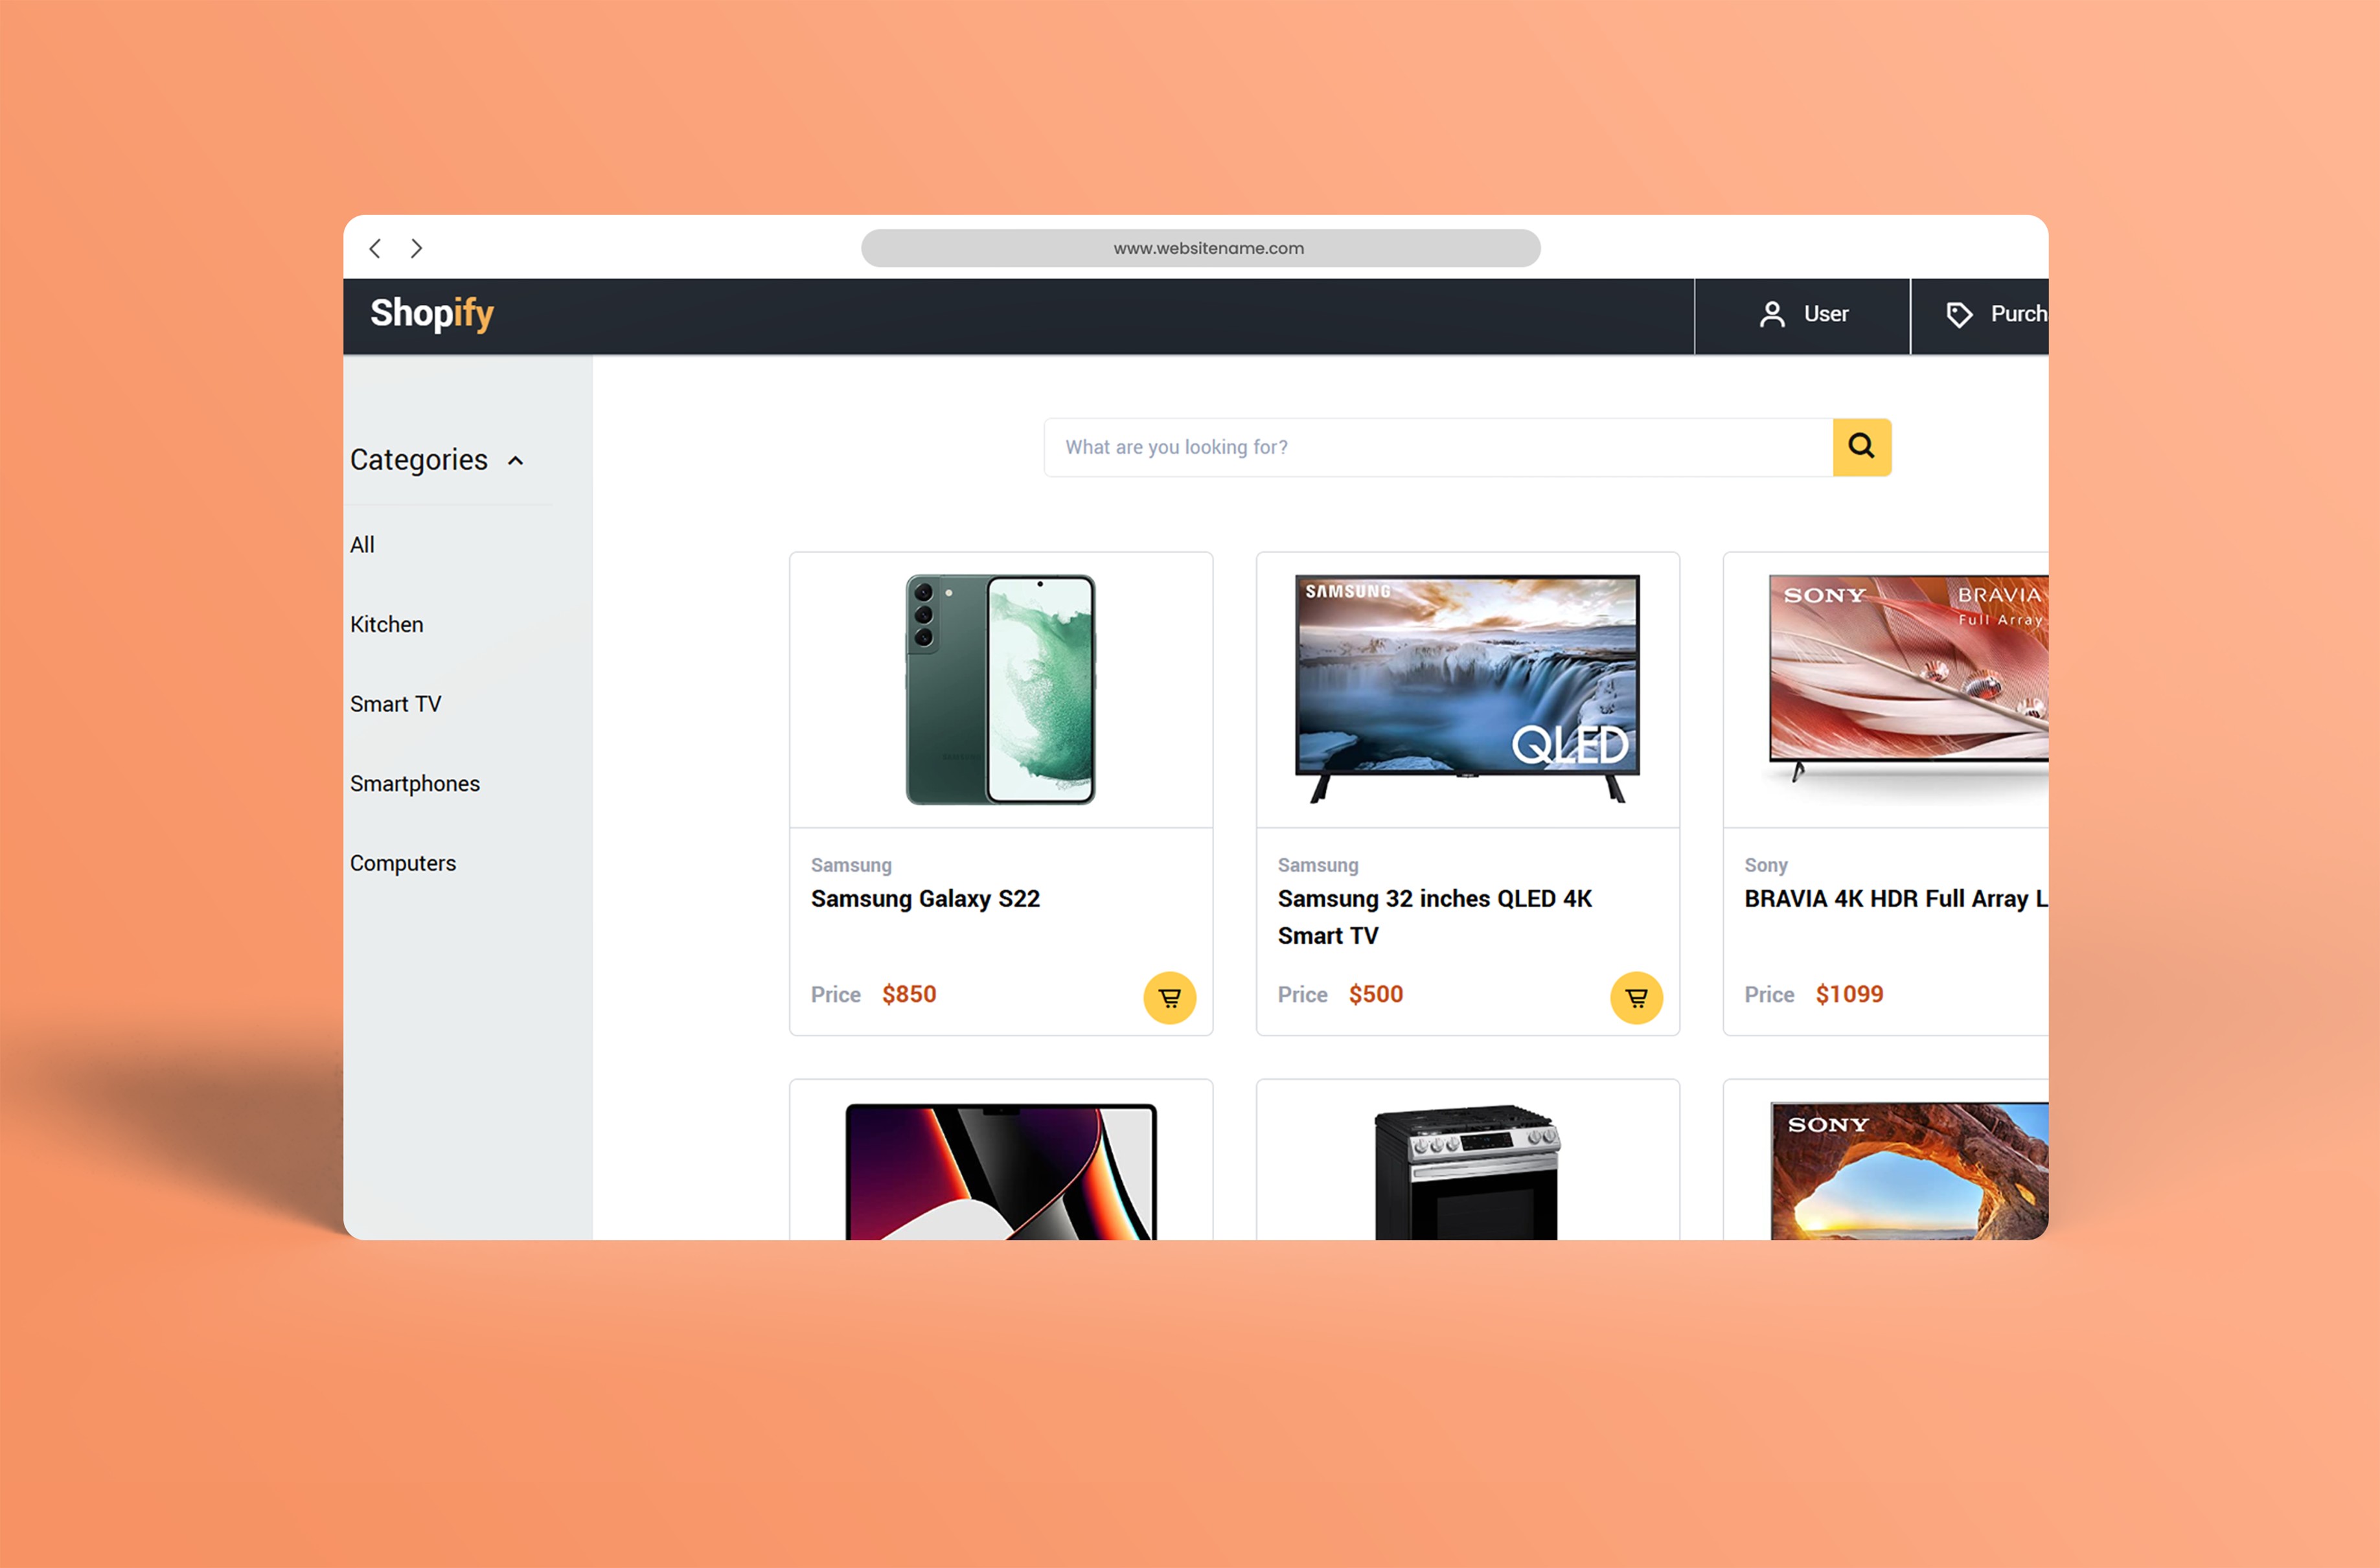 www.websitename.com
Shopify
User
Purch
What are you looking for?
Categories
All
Kitchen
Smart TV
Smartphones
Computers
SAMSUNG
QLED
SONY
BRAVIA
Full Array
Samsung
Samsung Galaxy S22
Price $850
Samsung
Samsung 32 inches QLED 4K
Smart TV
Price $500
Sony
BRAVIA 4K HDR Full Array L
Price $1099
SONY